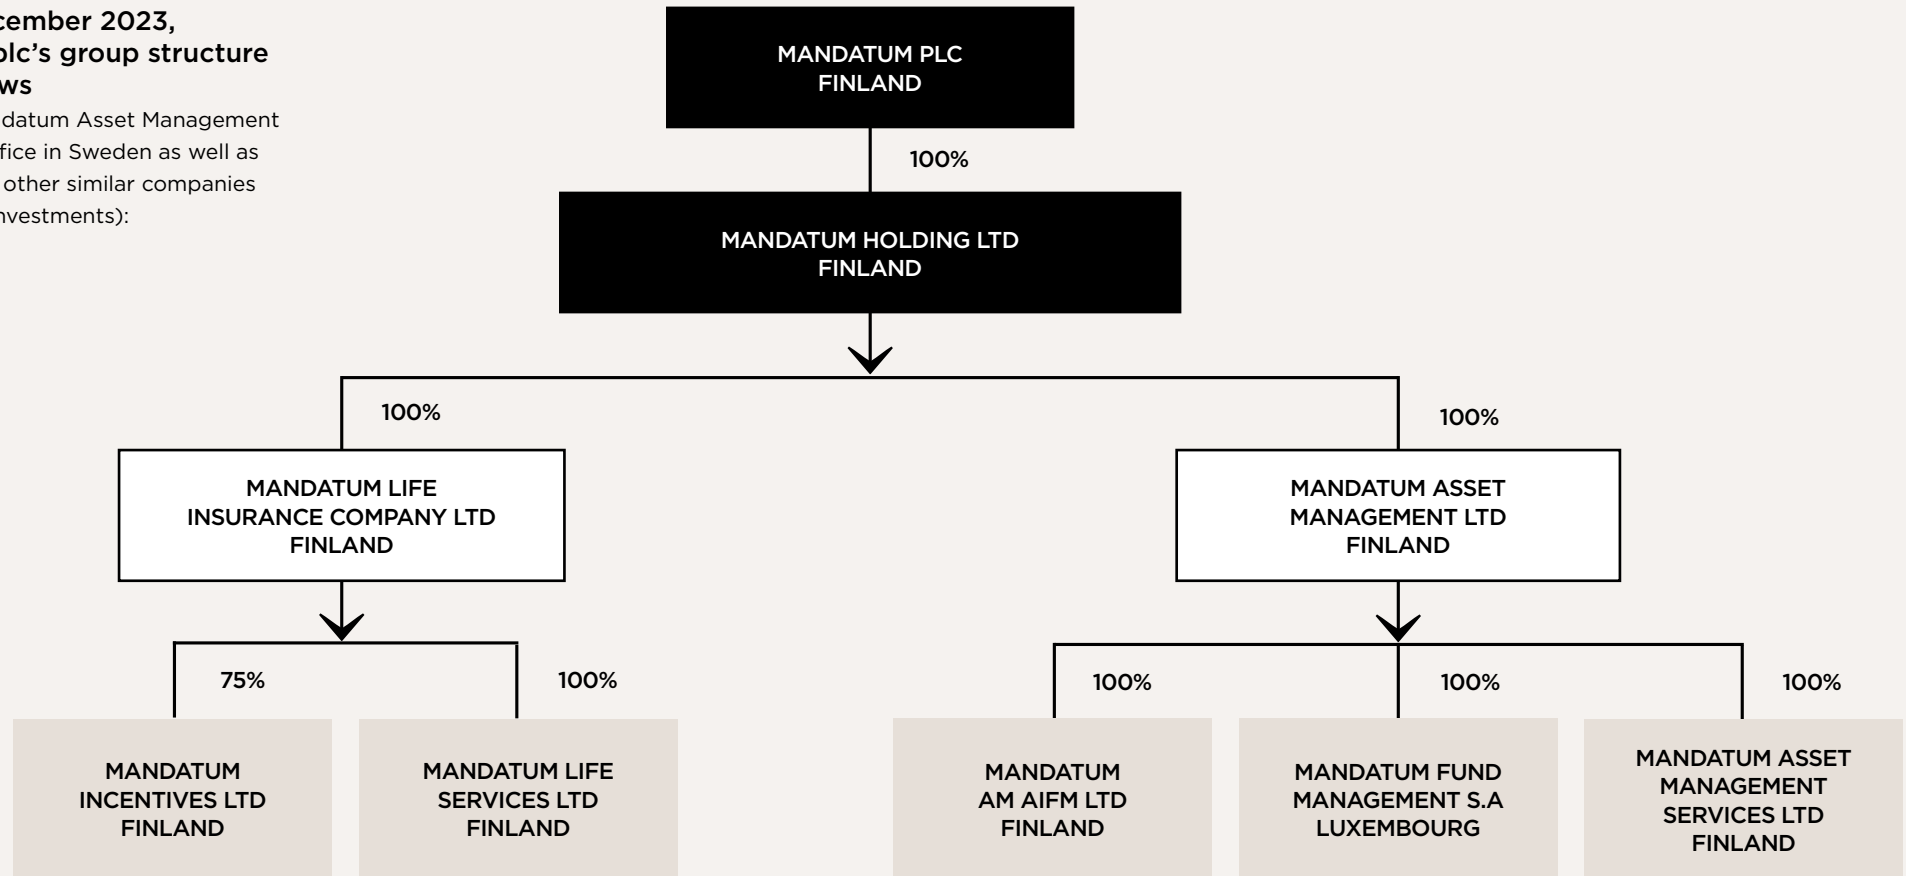 cember 2023,
plc’s group structure
ws
datum Asset Management
fice in Sweden as well as
other similar companies
nvestments):
MANDATUM PLC
FINLAND
100%
MANDATUM HOLDING LTD
FINLAND
100%
100%
MANDATUM LIFE
INSURANCE COMPANY LTD
FINLAND
MANDATUM ASSET
MANAGEMENT LTD
FINLAND
75%
100%
100%
100%
100%
MANDATUM
INCENTIVES LTD
FINLAND
MANDATUM LIFE
SERVICES LTD
FINLAND
MANDATUM
AM AIFM LTD
FINLAND
MANDATUM FUND
MANAGEMENT S.A
LUXEMBOURG
MANDATUM ASSET
MANAGEMENT
SERVICES LTD
FINLAND